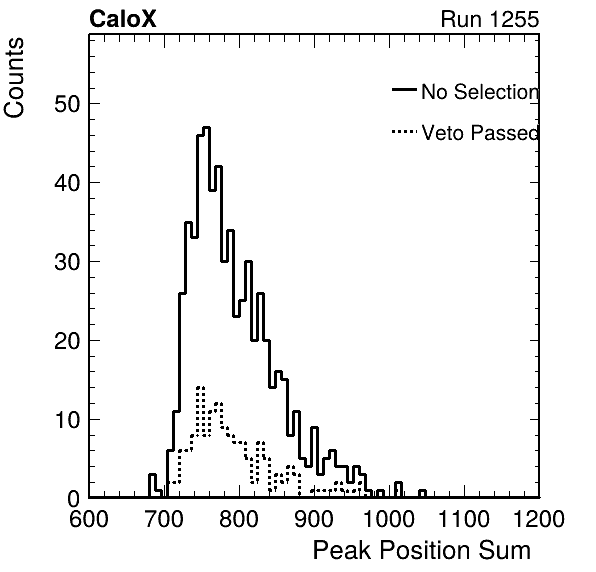 CaloX Run 1255
Counts
No Selection
Veto Passed
50
40
30
20
10
0
600 700 800 900 1000 1100 1200
Peak Position Sum